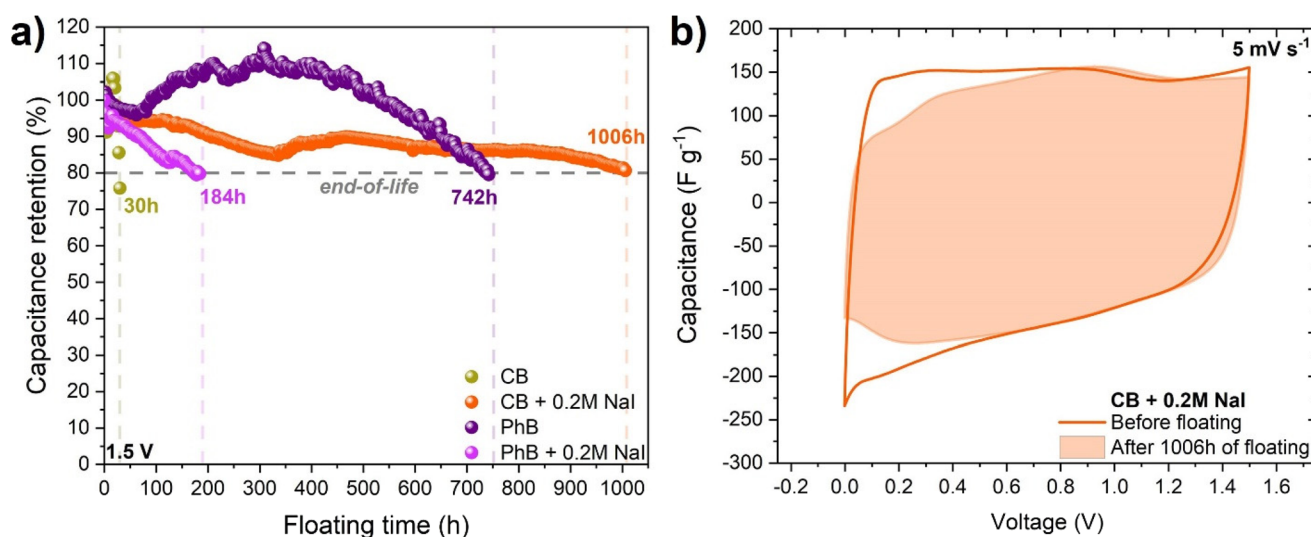 a)
Capacitance retention (%)
120
110
100
90
80
70
60
50
40
30
20
10
0
1006h
end-of-life
30h
184h
742h
CB
CB + 0.2M NaI
PhB
PhB + 0.2M NaI
1.5 V
0 100 200 300 400 500 600 700 800 900 1000
Floating time (h)
b)
5 mV s⁻¹
Capacitance (F g⁻¹)
200
150
100
50
0
-50
-100
-150
-200
-250
-300
CB + 0.2M NaI
Before floating
After 1006h of floating
-0.2 0.0 0.2 0.4 0.6 0.8 1.0 1.2 1.4 1.6
Voltage (V)